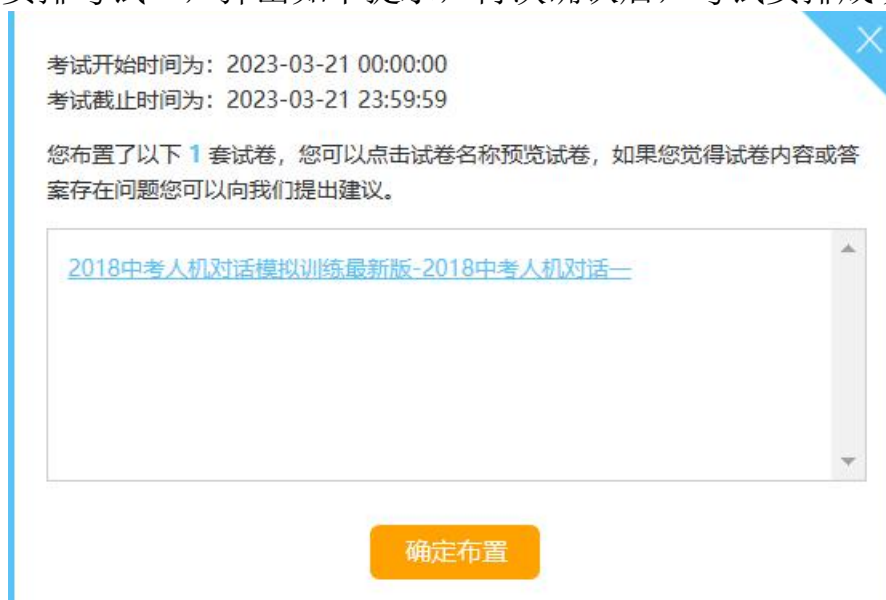 考试开始时间为：2023-03-21 00:00:00
考试截止时间为：2023-03-21 23:59:59
您布置了以下 1 套试卷，您可以点击试卷名称预览试卷，如果您觉得试卷内容或答
案存在问题您可以向我们提出建议。
2018中考人机对话模拟训练最新版-2018中考人机对话一
确定布置